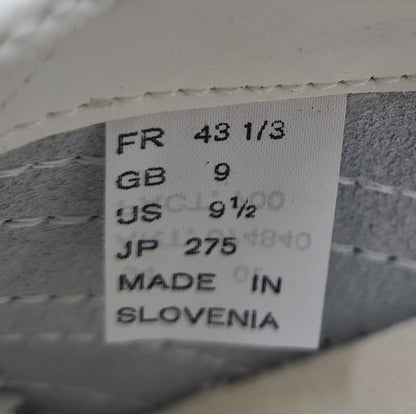 FR 43 1/3
GB 9
US 9½
JP 275
MADE IN
SLOVENIA